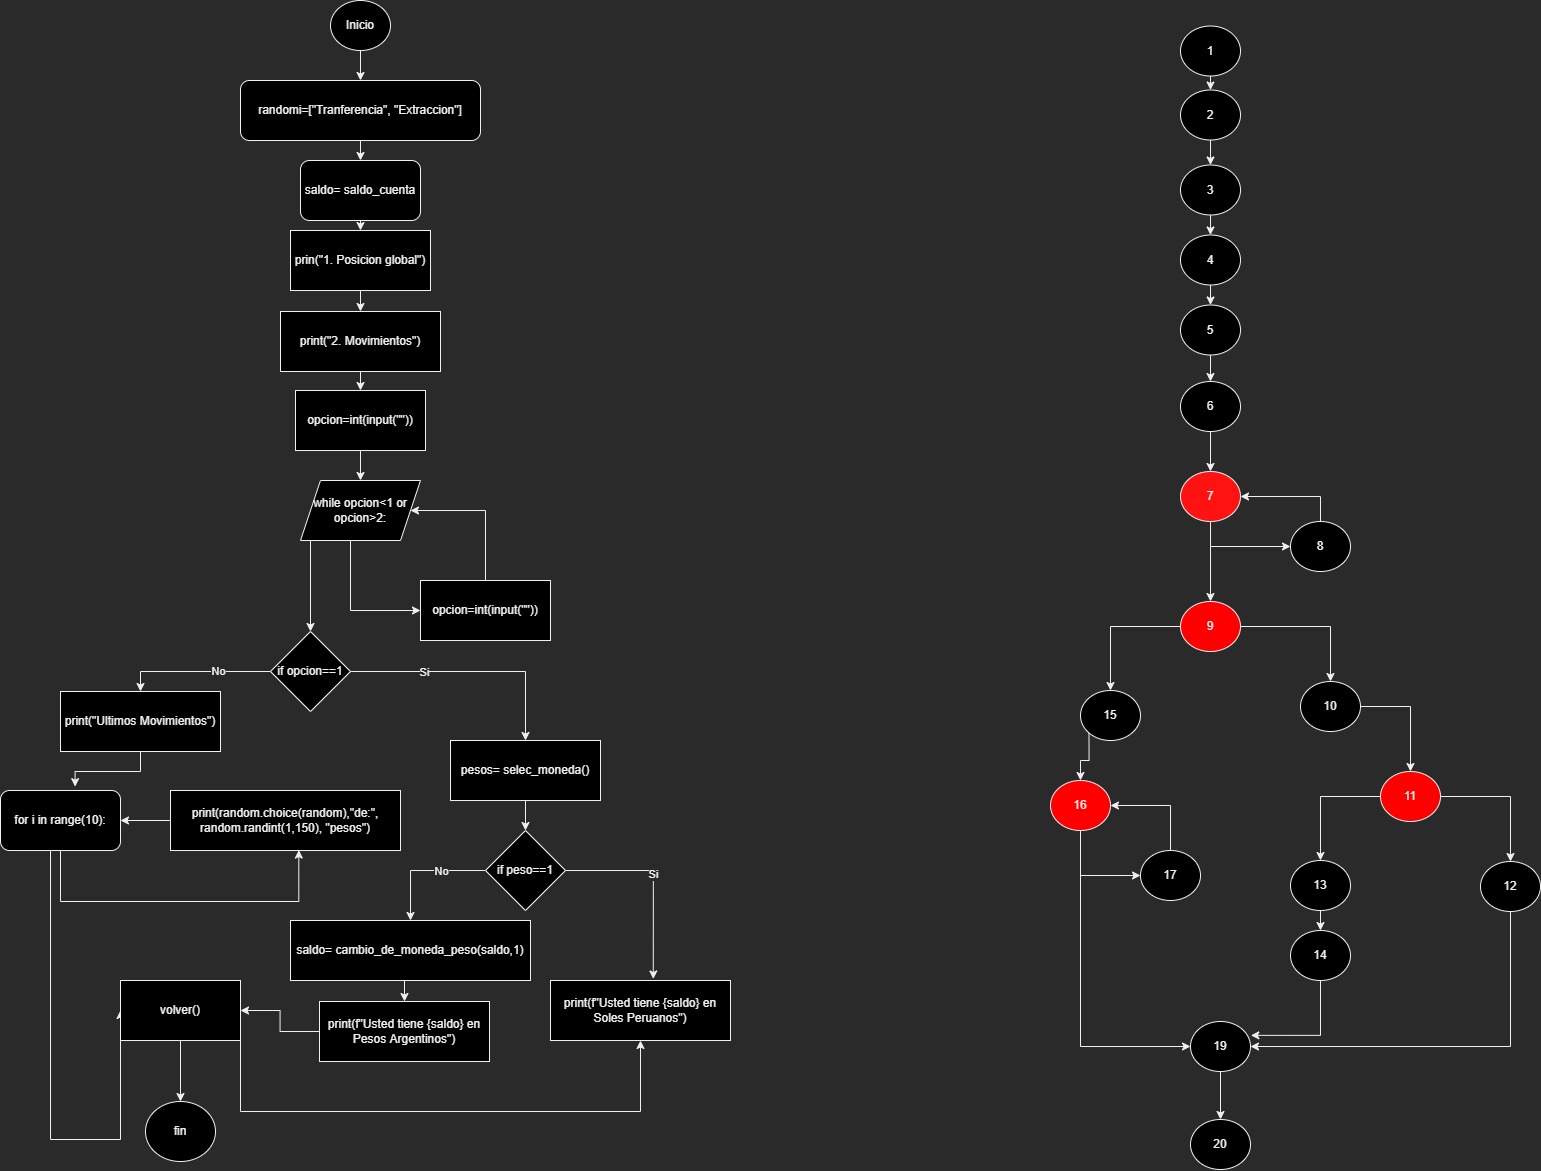 Inicio
randomi=["Tranferencia", "Extraccion"]
saldo= saldo_cuenta
prin("1. Posicion global")
print("2. Movimientos")
opcion=int(input(""))
while opcion<1 or
opcion>2:
opcion=int(input(""))
if opcion==1
No
Si
print("Ultimos Movimientos")
pesos= selec_moneda()
for i in range(10):
print(random.choice(random),"de:",
random.randint(1,150), "pesos")
if peso==1
No
Si
saldo= cambio_de_moneda_peso(saldo,1)
volver()
print(f"Usted tiene {saldo} en
Pesos Argentinos")
print(f"Usted tiene {saldo} en
Soles Peruanos")
fin
1
2
3
4
5
6
7
8
9
15
10
16
11
17
13
12
14
19
20